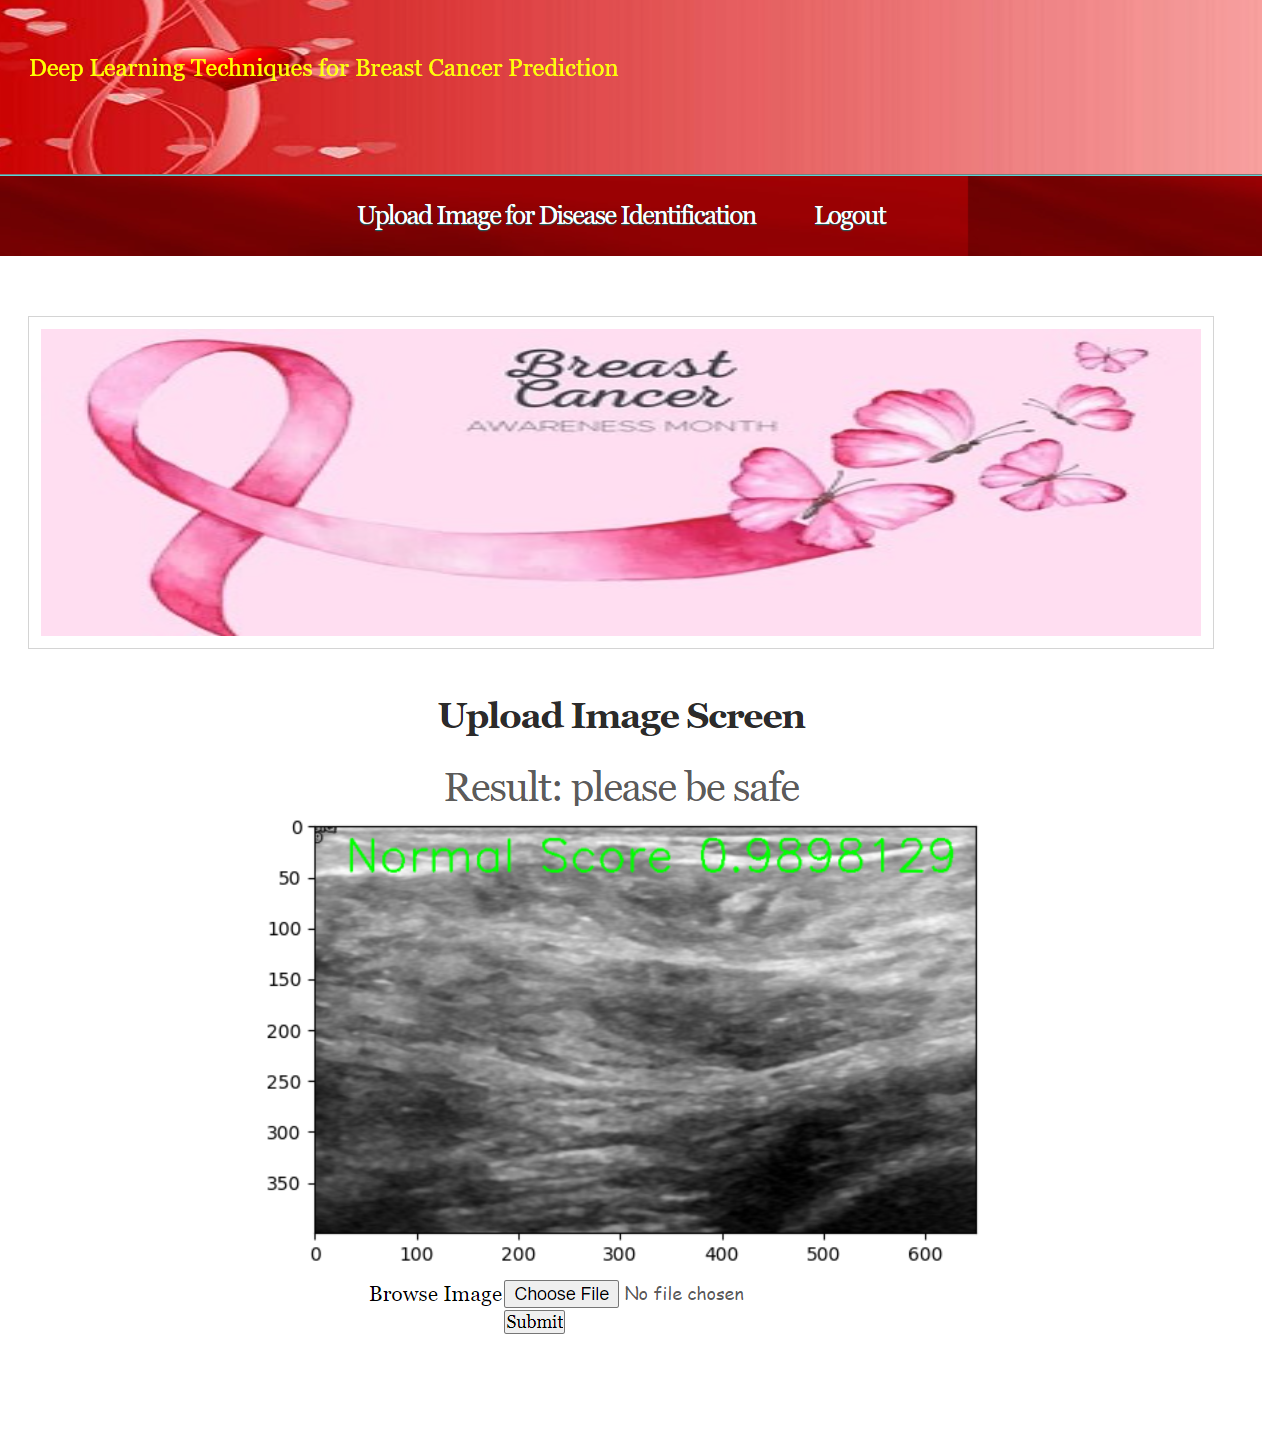 Deep Learning Techniques for Breast Cancer Prediction
Upload Image for Disease Identification Logout
Breast
Cancer
AWARENESS MONTH
Upload Image Screen
Result: please be safe
Normal Score 0.9898129
0
50
100
150
200
250
300
350
0 100 200 300 400 500 600
Browse Image Choose File No file chosen
Submit